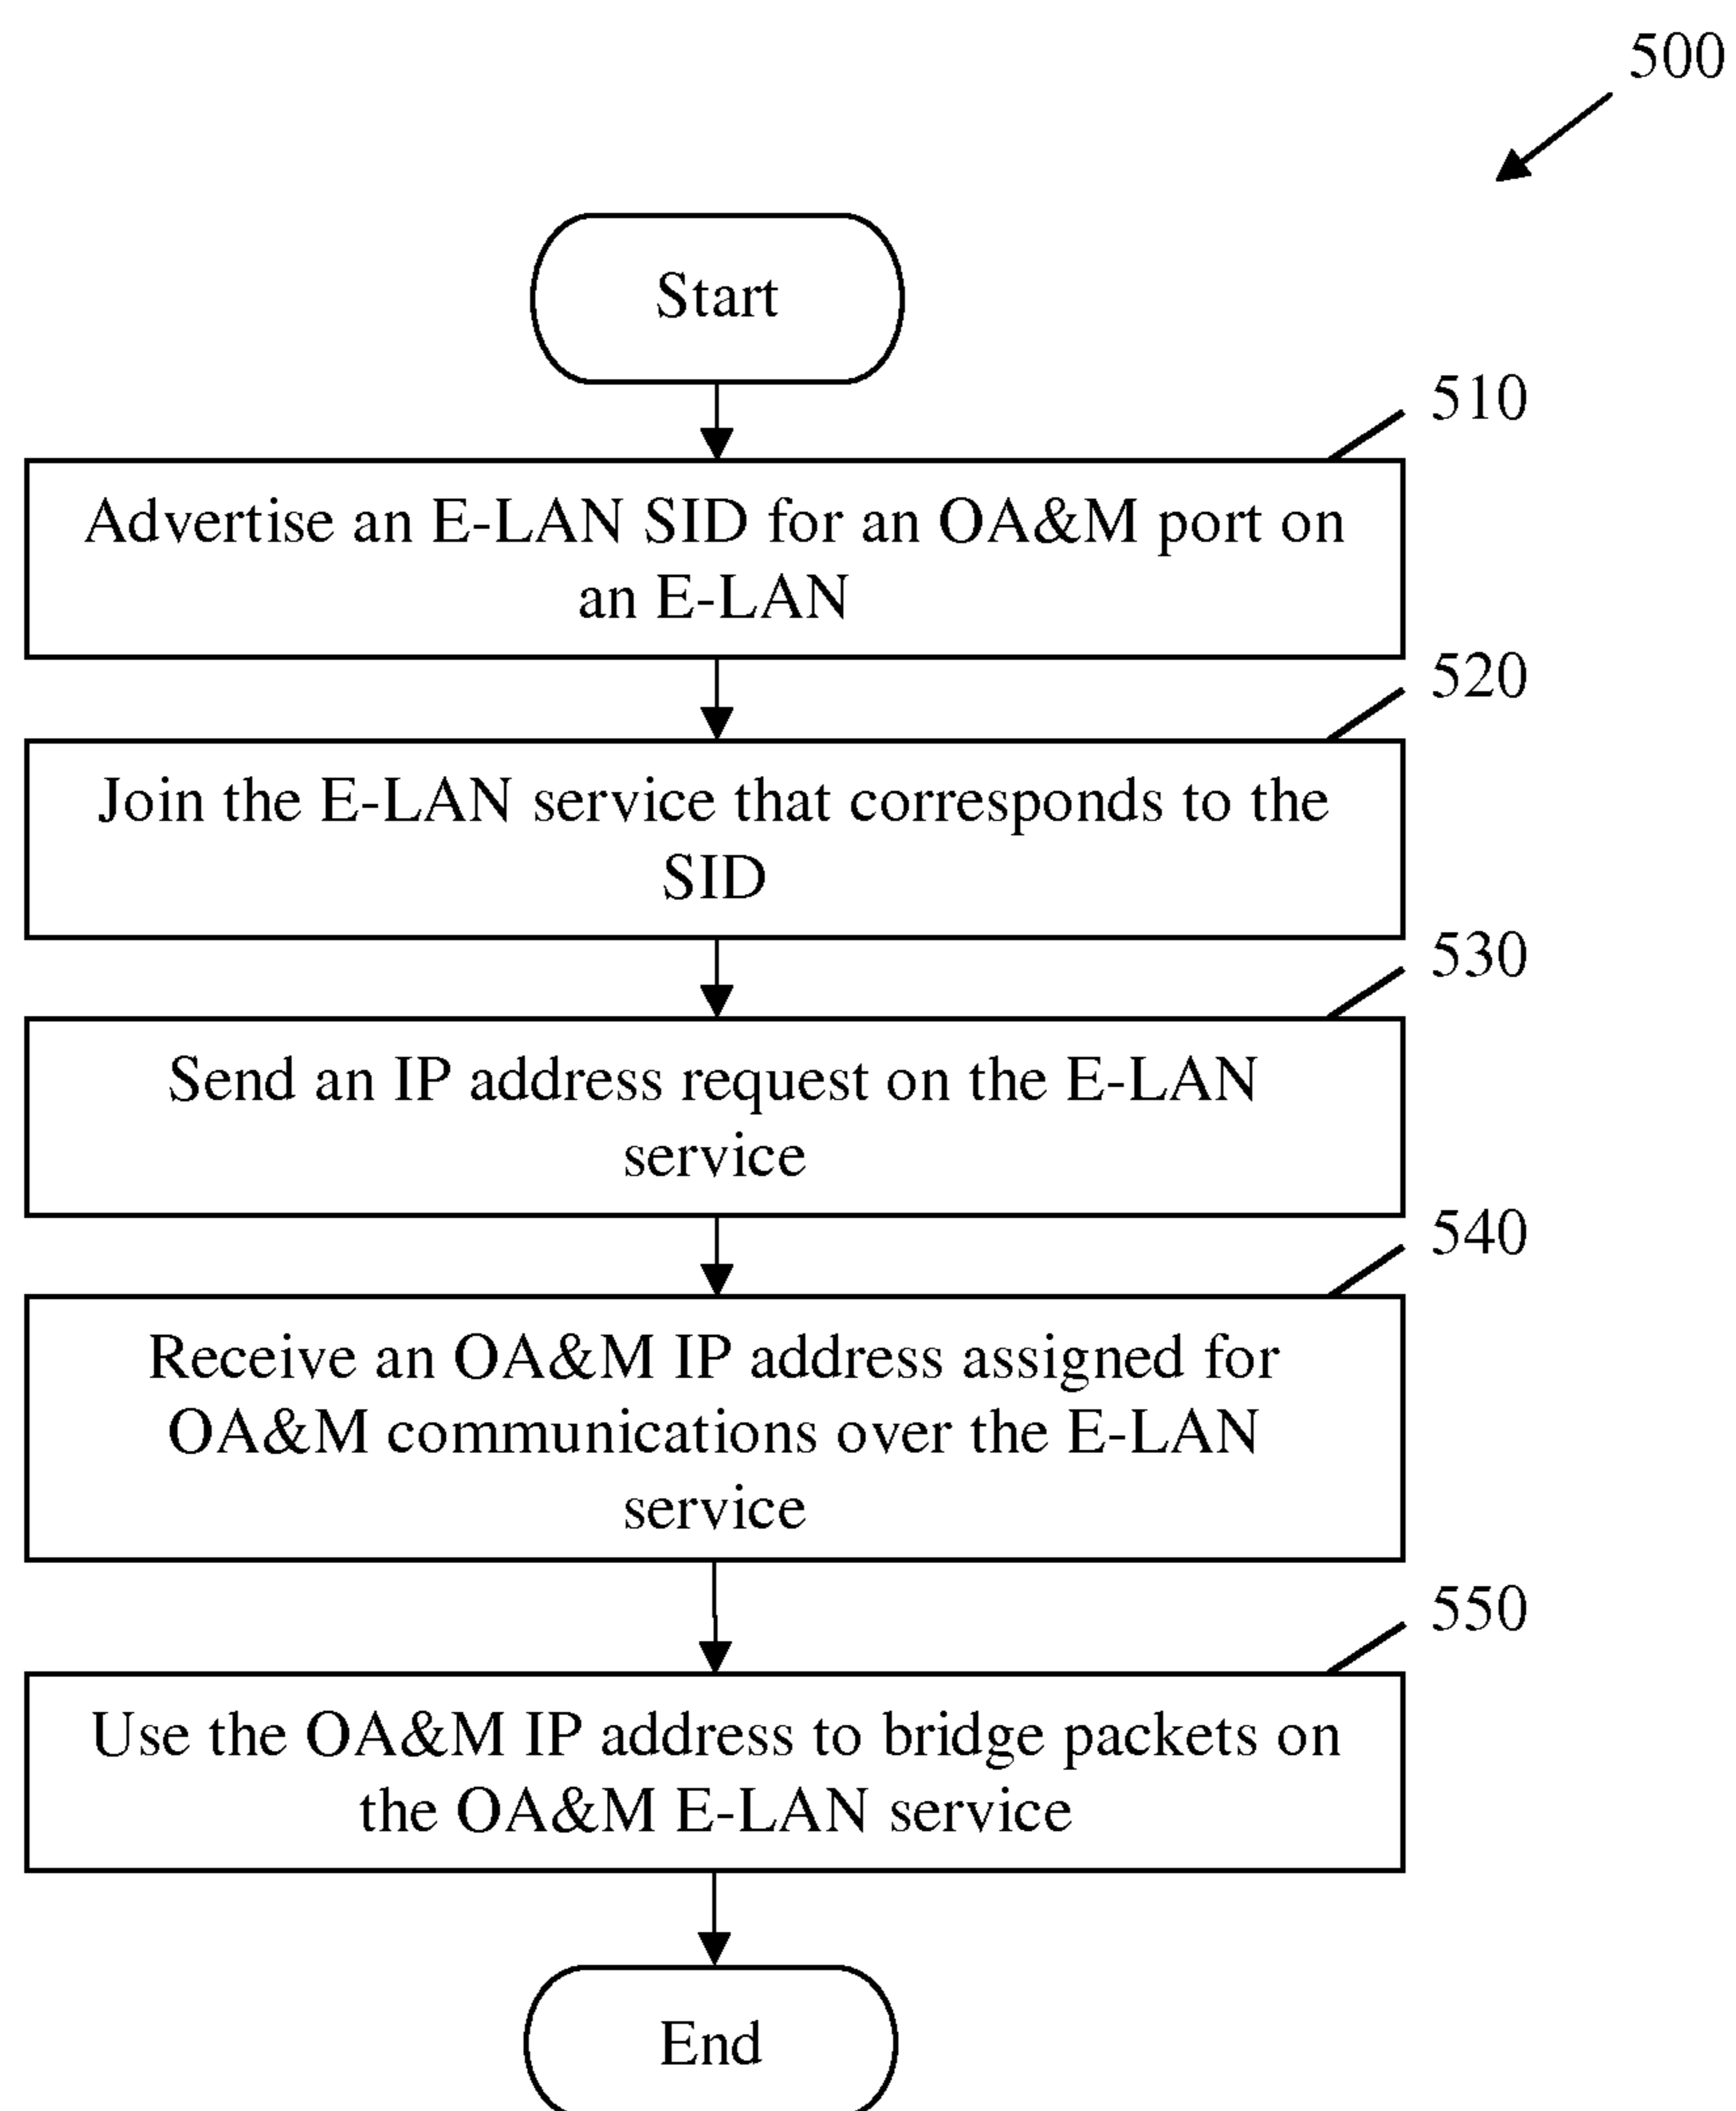 500
Start
510
Advertise an E-LAN SID for an OA&M port on
an E-LAN
520
Join the E-LAN service that corresponds to the
SID
530
Send an IP address request on the E-LAN
service
540
Receive an OA&M IP address assigned for
OA&M communications over the E-LAN
service
550
Use the OA&M IP address to bridge packets on
the OA&M E-LAN service
End